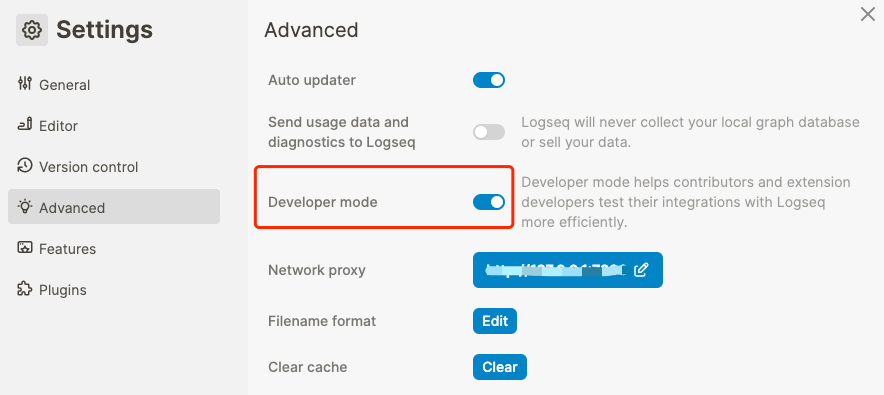 Settings
General
Editor
Version control
Advanced
Features
Plugins
Advanced
Auto updater
Send usage data and
diagnostics to Logseq
Logseq will never collect your local graph database
or sell your data.
Developer mode
Developer mode helps contributors and extension
developers test their integrations with Logseq
more efficiently.
Network proxy
Filename format
Edit
Clear cache
Clear